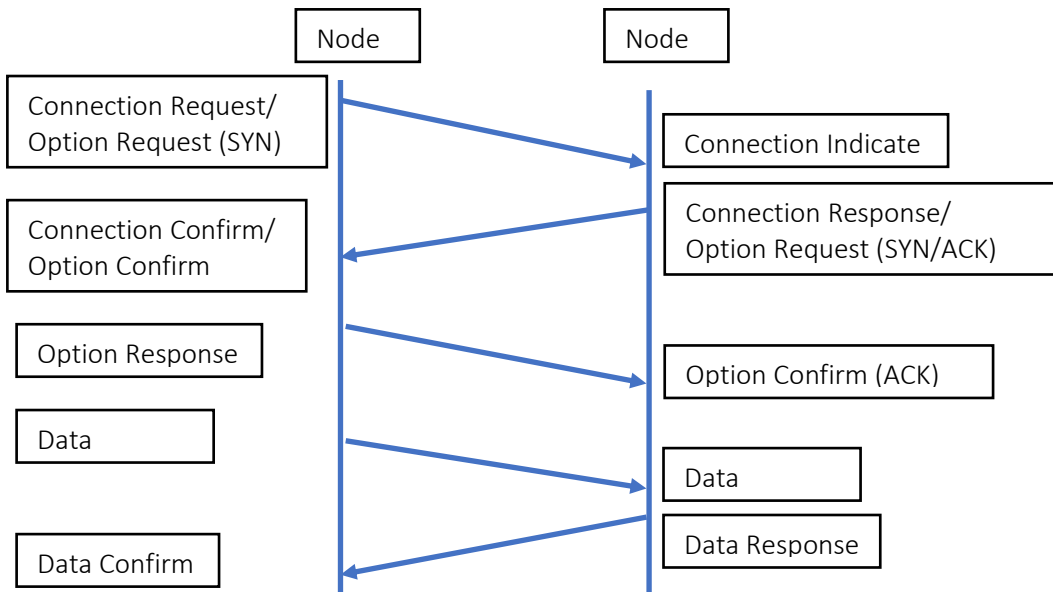 Node
Node
Connection Request/
Option Request (SYN)
Connection Indicate
Connection Response/
Option Request (SYN/ACK)
Connection Confirm/
Option Confirm
Option Response
Option Confirm (ACK)
Data
Data
Data Response
Data Confirm